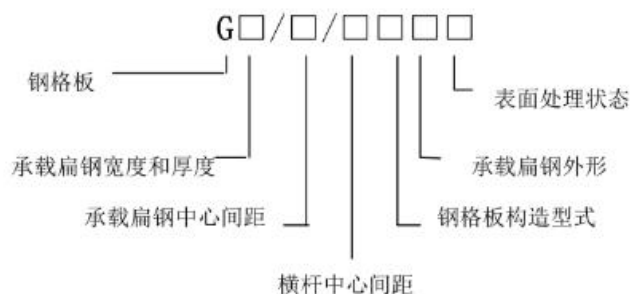 G□/□/□□□□
钢格板
表面处理状态
承载扁钢宽度和厚度
承载扁钢外形
承载扁钢中心间距
钢格板构造型式
横杆中心间距